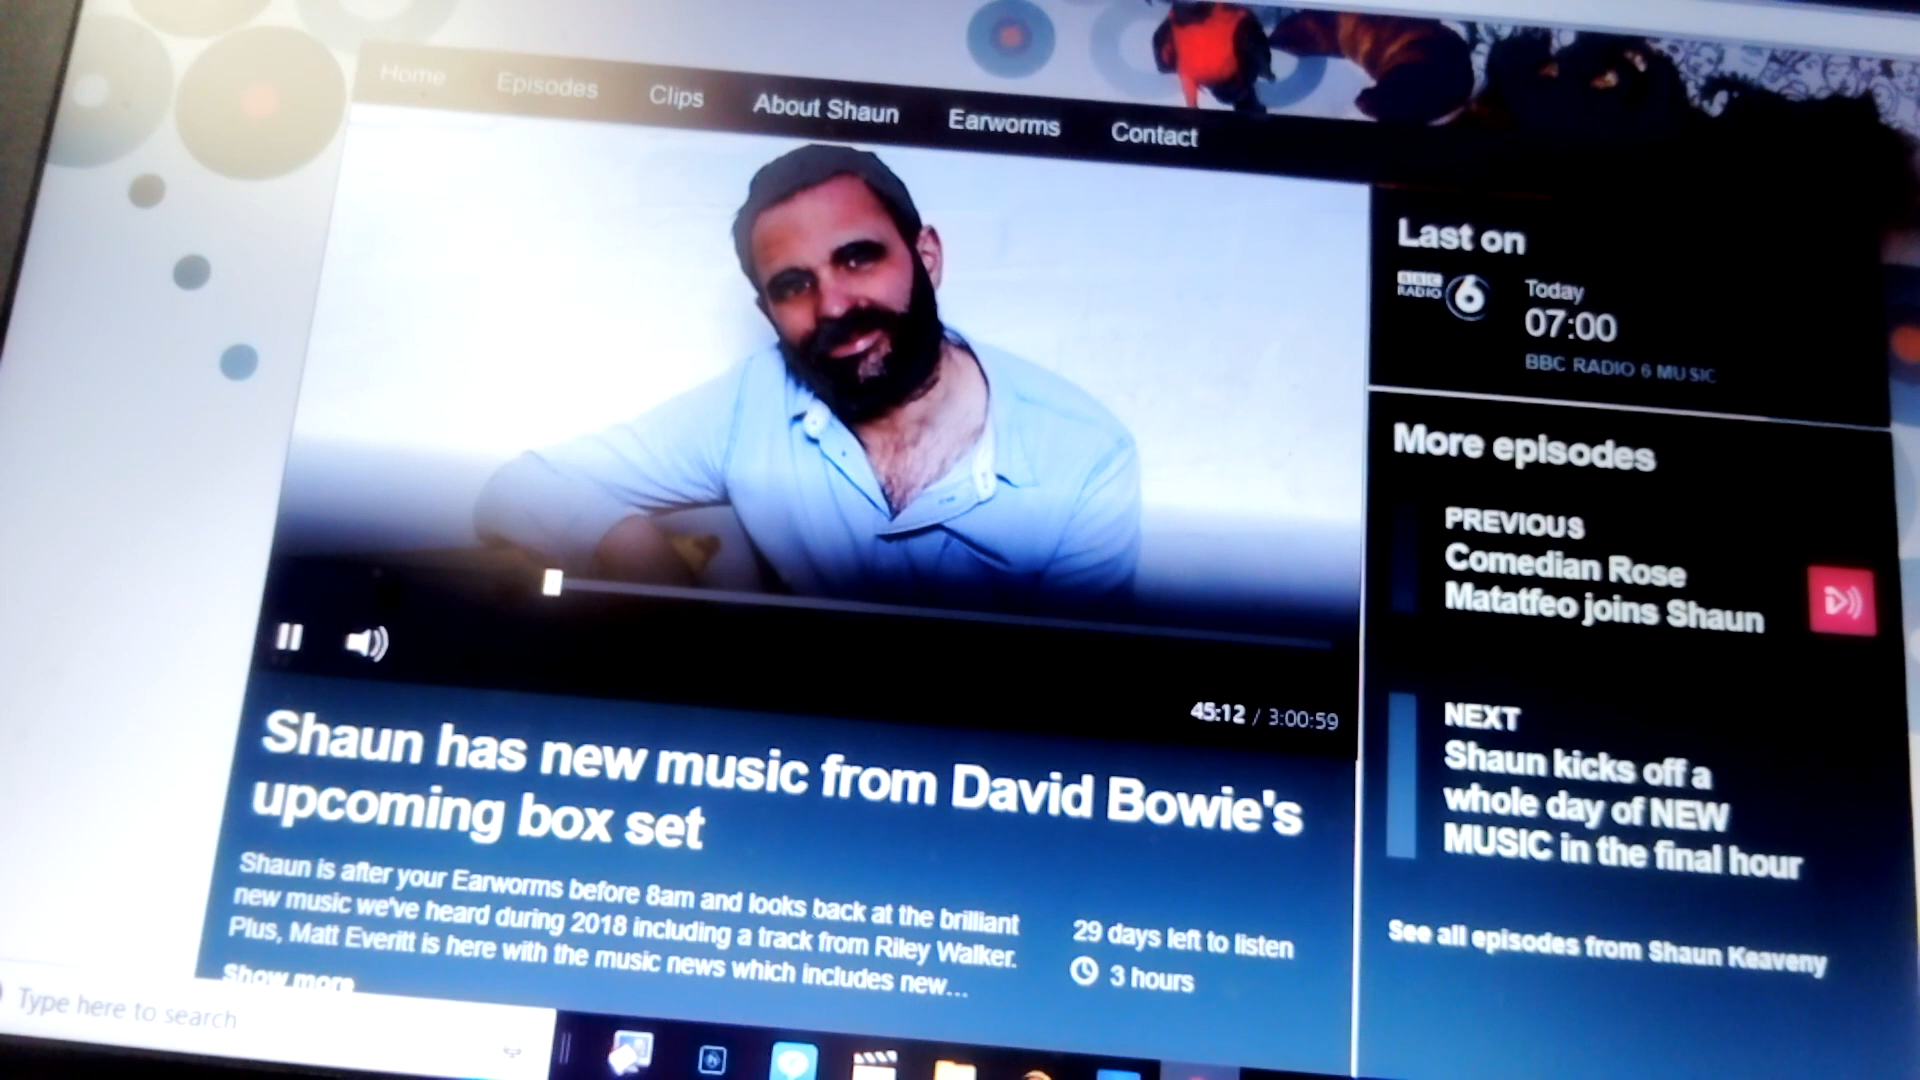 Home Episodes Clips About Shaun Earworms Contact
45:12 / 3:00:59
Shaun has new music from David Bowie's
upcoming box set
Shaun is after your Earworms before 8am and looks back at the brilliant
new music we've heard during 2018 including a track from Riley Walker.
Plus, Matt Everitt is here with the music news which includes new...
Show more
29 days left to listen
3 hours
Last on
BBC
RADIO 6
Today
07:00
BBC RADIO 6 MUSIC
More episodes
PREVIOUS
Comedian Rose
Matatfeo joins Shaun
NEXT
Shaun kicks off a
whole day of NEW
MUSIC in the final hour
See all episodes from Shaun Keaveny
Type here to search